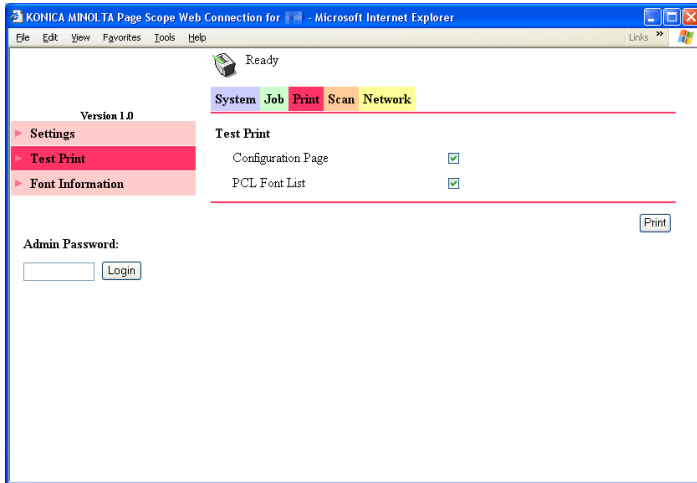 KONICA MINOLTA Page Scope Web Connection for - Microsoft Internet Explorer
File Edit View Favorites Tools Help Links »
Ready
System Job Print Scan Network
Version 1.0
Settings
Test Print
Font Information
Test Print
Configuration Page
PCL Font List
Print
Admin Password:
Login